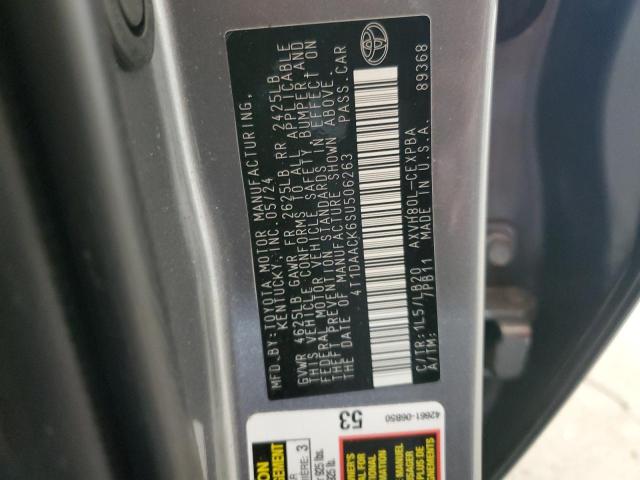 MFD.BY:TOYOTA MOTOR MANUFACTURING,
KENTUCKY, INC. 05/24
GVWR 4625LB GAWR FR 2625LB RR 2425LB
THIS VEHICLE CONFORMS TO ALL APPLICABLE
FEDERAL MOTOR VEHICLE SAFETY, BUMPER, AND
THEFT PREVENTION STANDARDS IN EFFECT ON
THE DATE OF MANUFACTURE SHOWN ABOVE.
4T1DAACK6SU506263 PASS.CAR
C/TR:1L5/LB20 AXVH80L-CEXPBA
A/TM: 7PB11 MADE IN U.S.A. 89368
42661-06B50
53